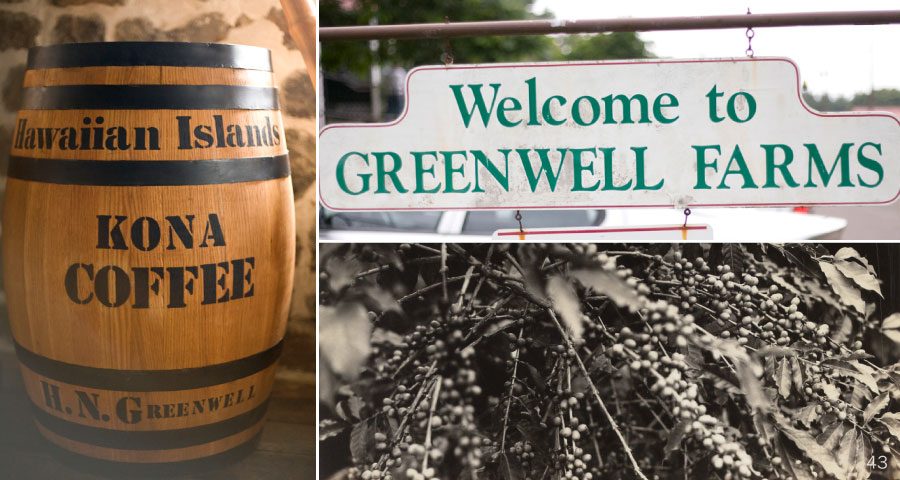 Hawaiian Islands
KONA
COFFEE
H.N. GREENWELL
Welcome to
GREENWELL FARMS
43